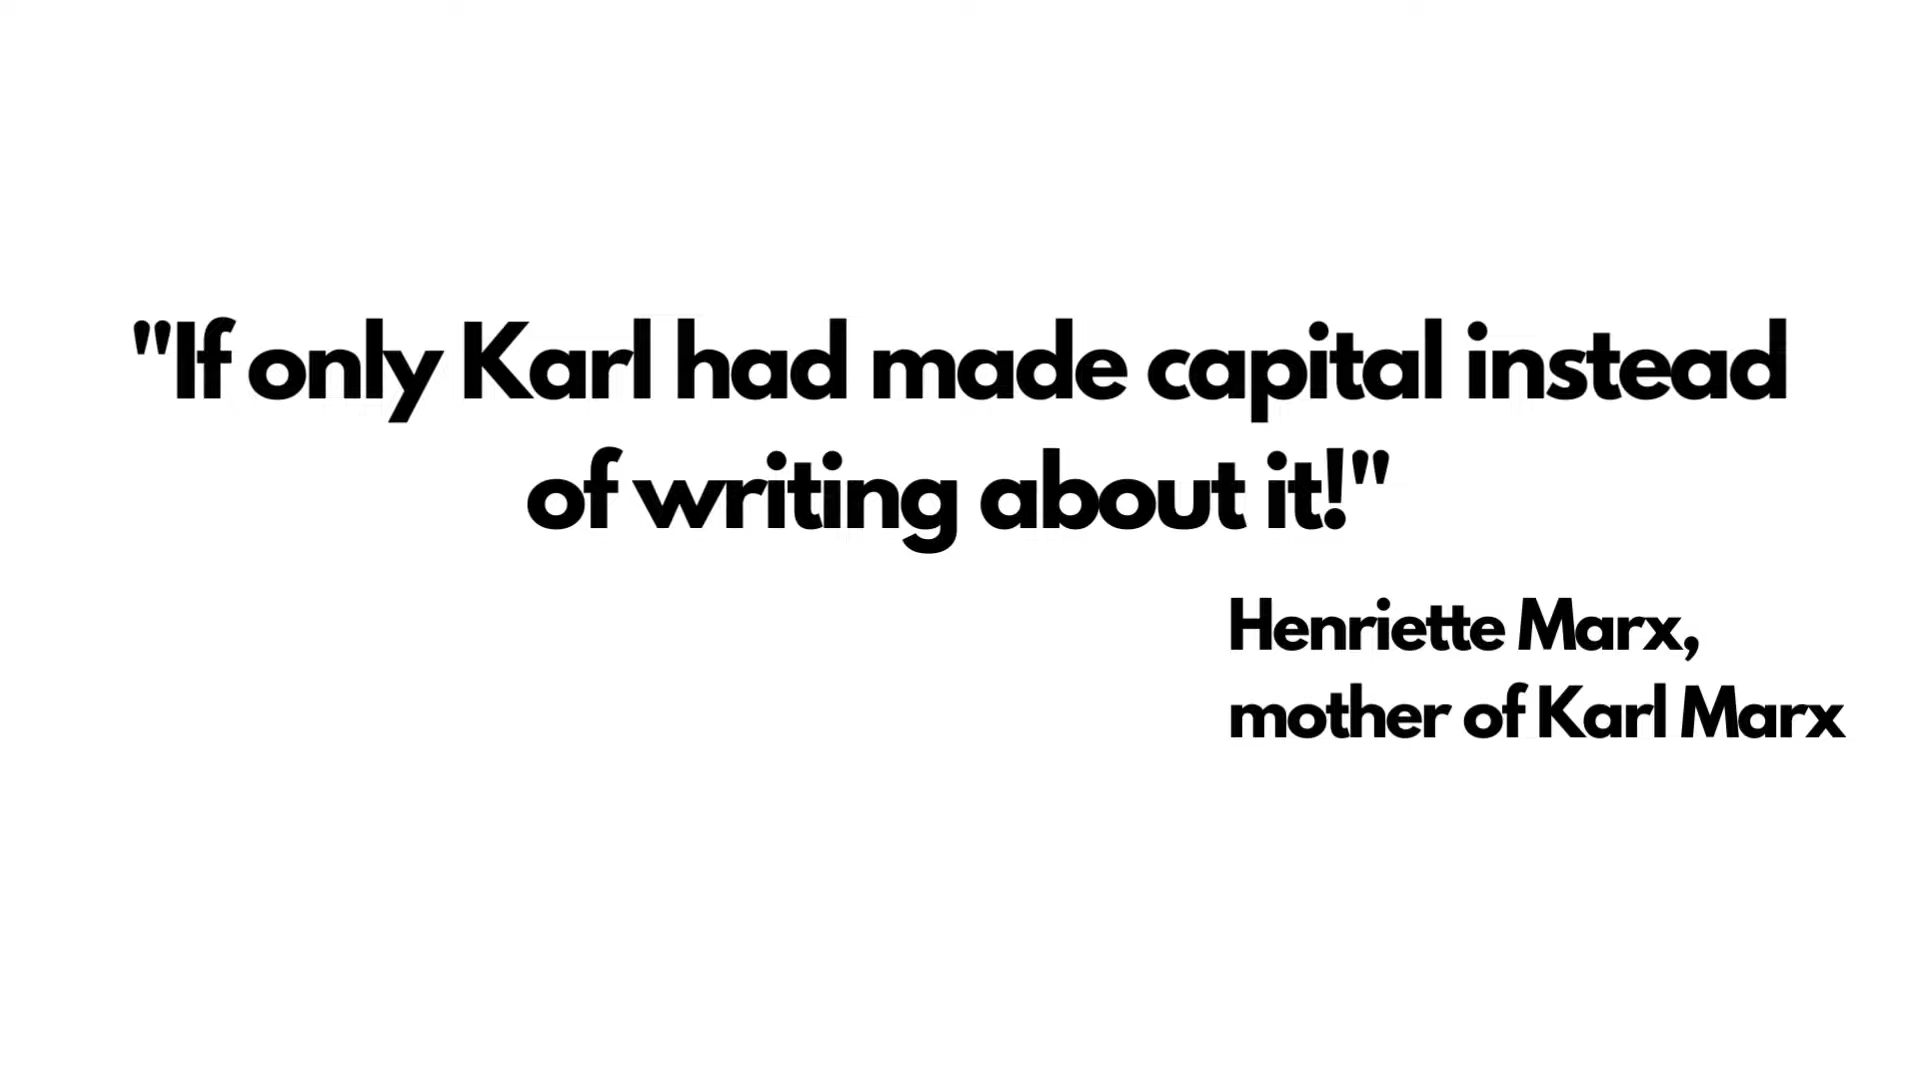 "If only Karl had made capital instead
of writing about it!"
Henriette Marx,
mother of Karl Marx